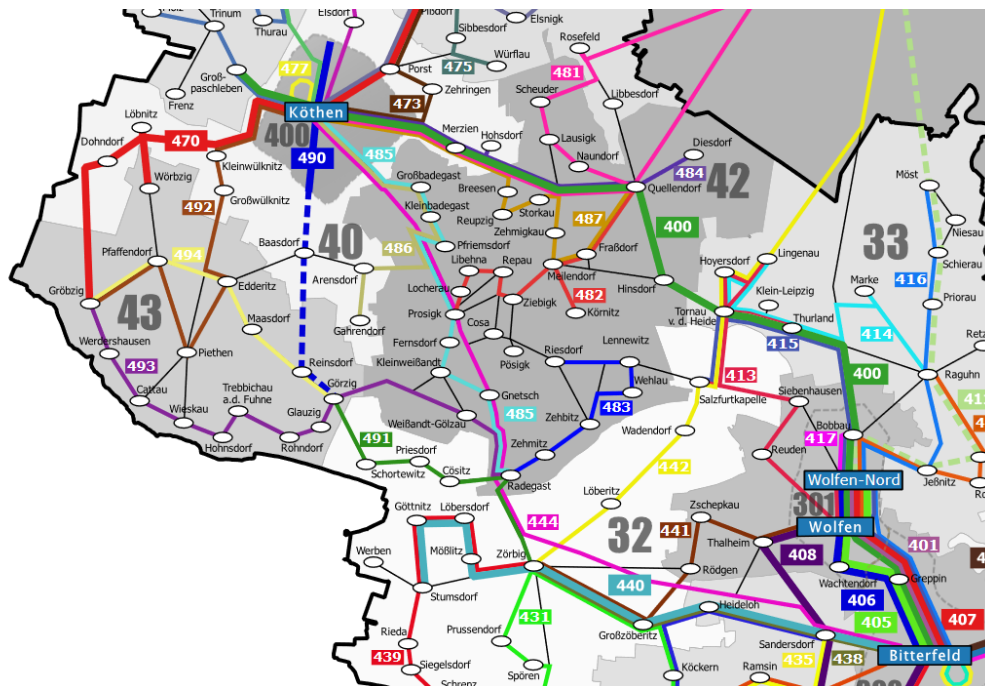 Trinum
Thurau
Elsdorf
Sibbesdorf
Elsnigk
Würflau
475
Rosefeld
481
Groß-
paschleben
Frenz
477
Porst
Zehringen
473
Scheuder
Libbesdorf
Köthen
400
Löbnitz
Dohndorf
470
Kleinwülknitz
490
485
Merzien
Hohsdorf
Lausigk
Naundorf
Diesdorf
484
42
Wörbzig
492
Großwülknitz
Großbadegast
Breesen
Quellendorf
Möst
Kleinbadegast
Reupzig
Storkau
487
Zehmigkau
400
33
Niesau
Pfaffendorf
494
Baasdorf
40
486
Pfriemsdorf
Fraßdorf
Lingenau
Schierau
Edderitz
Arensdorf
Libehna
Repau
Meilendorf
Hoyersdorf
Marke
416
Gröbzig
43
Locherau
Ziebigk
482
Hinsdorf
Klein-Leipzig
Priorau
Maasdorf
Gahrendorf
Prosigk
Körnitz
Tornau
v. d. Heide
Thurland
414
Werdershausen
Fernsdorf
Cosa
Pösigk
415
493
Piethen
Reinsdorf
Kleinweißandt
Riesdorf
Lennewitz
413
400
Raguhn
Cattau
Trebbichau
a.d. Fuhne
Görzig
Gnetsch
Wehlau
Salzfurtkapelle
Siebenhausen
Wieskau
Glauzig
Weißandt-Gölzau
485
483
Zehbitz
Hohnsdorf
Rohndorf
491
Priesdorf
Zehmitz
Wadendorf
417
Bobbau
Schortewitz
Cösitz
Radegast
442
Reuden
Jeßnitz
Wolfen-Nord
Göttnitz
Löbersdorf
Löberitz
Zschepkau
301
444
32
441
Wolfen
401
Werben
Mößlitz
Zörbig
Thalheim
408
Stumsdorf
Rödgen
Wachtendorf
Greppin
440
406
431
Heideloh
405
407
Rieda
Prussendorf
Großzöberitz
Sandersdorf
Bitterfeld
439
Siegelsdorf
Spören
Köckern
Ramsin
435
438
Schrenz